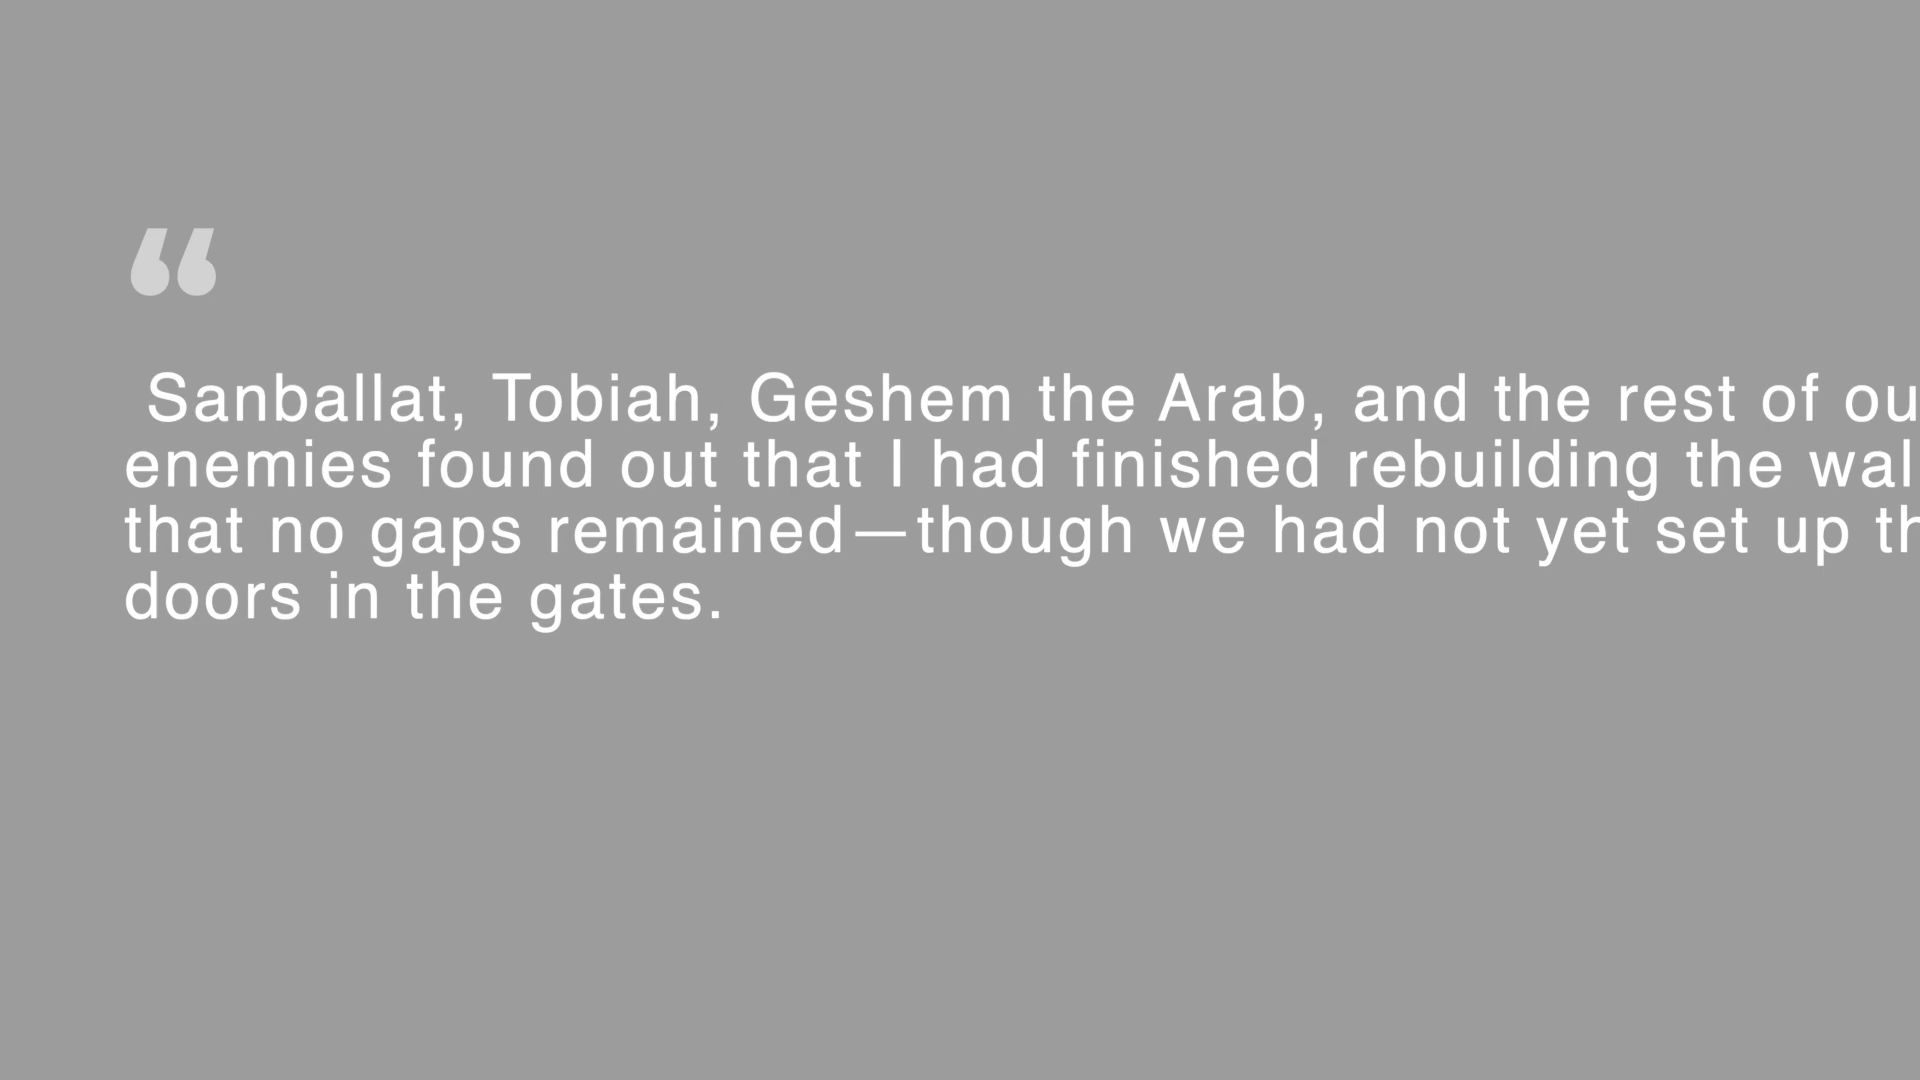 “
Sanballat, Tobiah, Geshem the Arab, and the rest of ou
enemies found out that I had finished rebuilding the wal
that no gaps remained—though we had not yet set up th
doors in the gates.